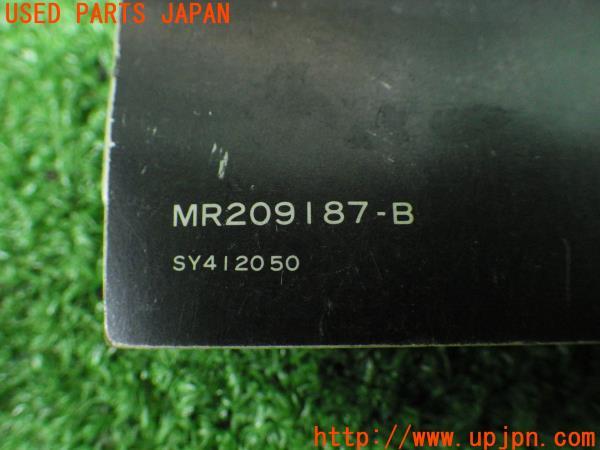 USED PARTS JAPAN
MR209187-B
SY412050
http://www.upjpn.com/